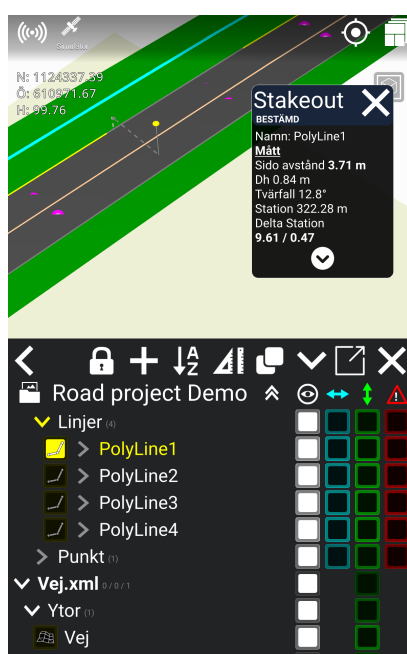 Simulator
N: 1124337.39
Ö: 610971.67
H: 99.76
Stakeout
BESTÄMD
Namn: PolyLine1
Mått
Sido avstånd 3.71 m
Dh 0.84 m
Tvärfall 12.8°
Station 322.28 m
Delta Station
9.61 / 0.47
Road project Demo
Linjer (4)
PolyLine1
PolyLine2
PolyLine3
PolyLine4
Punkt (1)
Vej.xml 0 / 0 / 1
Ytor (1)
Vej